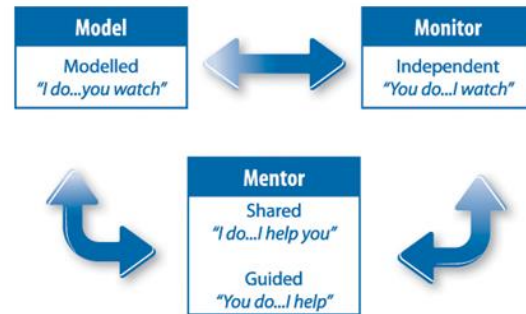 Model
Modelled
"I do...you watch"
Monitor
Independent
"You do...I watch"
Mentor
Shared
"I do...I help you"
Guided
"You do...I help"